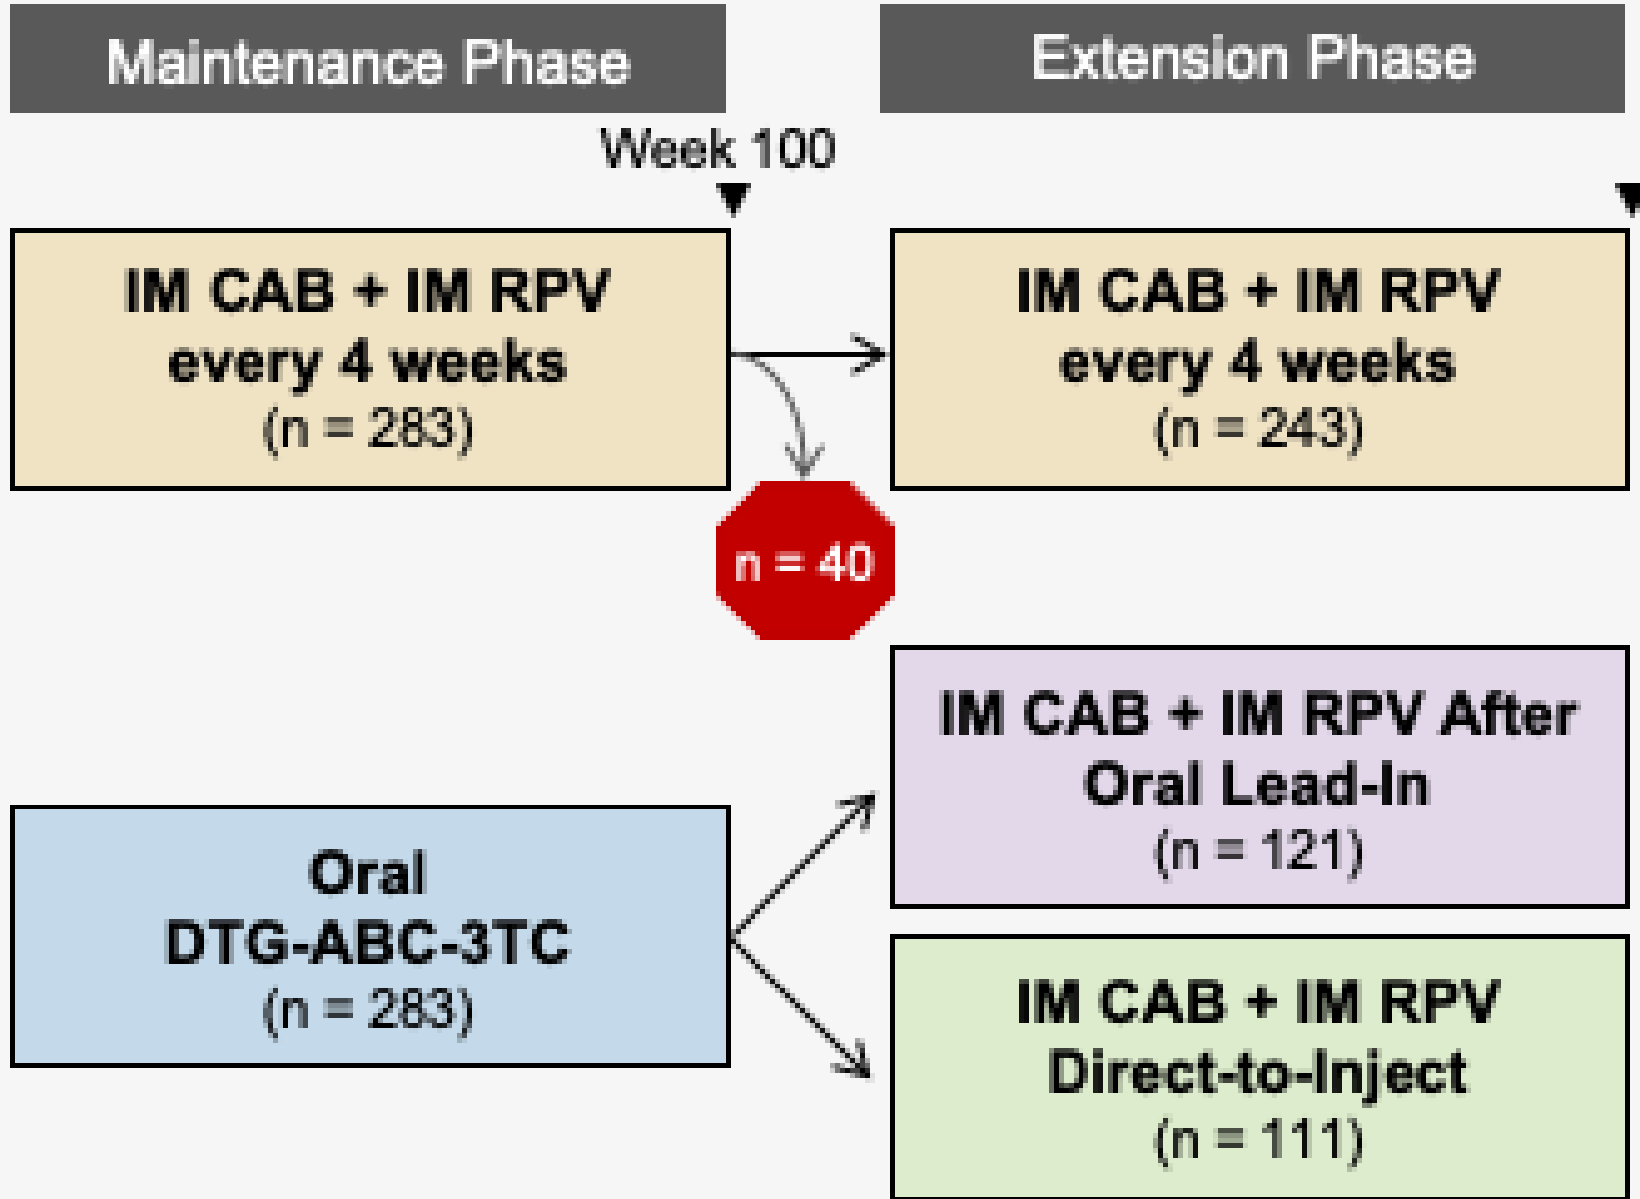 Maintenance Phase
Extension Phase
Week 100
IM CAB + IM RPV
every 4 weeks
(n = 283)
IM CAB + IM RPV
every 4 weeks
(n = 243)
n = 40
Oral
DTG-ABC-3TC
(n = 283)
IM CAB + IM RPV After
Oral Lead-In
(n = 121)
IM CAB + IM RPV
Direct-to-Inject
(n = 111)